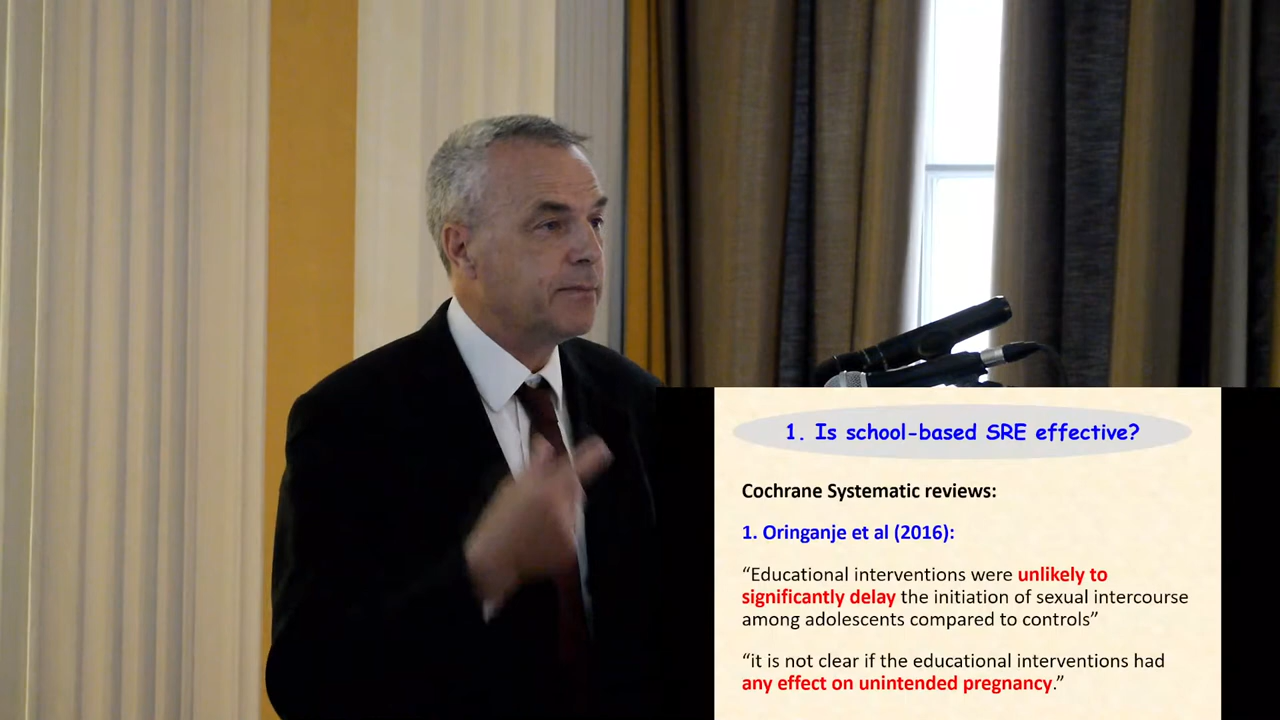 1. Is school-based SRE effective?
Cochrane Systematic reviews:
1. Oringanje et al (2016):
“Educational interventions were unlikely to
significantly delay the initiation of sexual intercourse
among adolescents compared to controls”
“it is not clear if the educational interventions had
any effect on unintended pregnancy.”